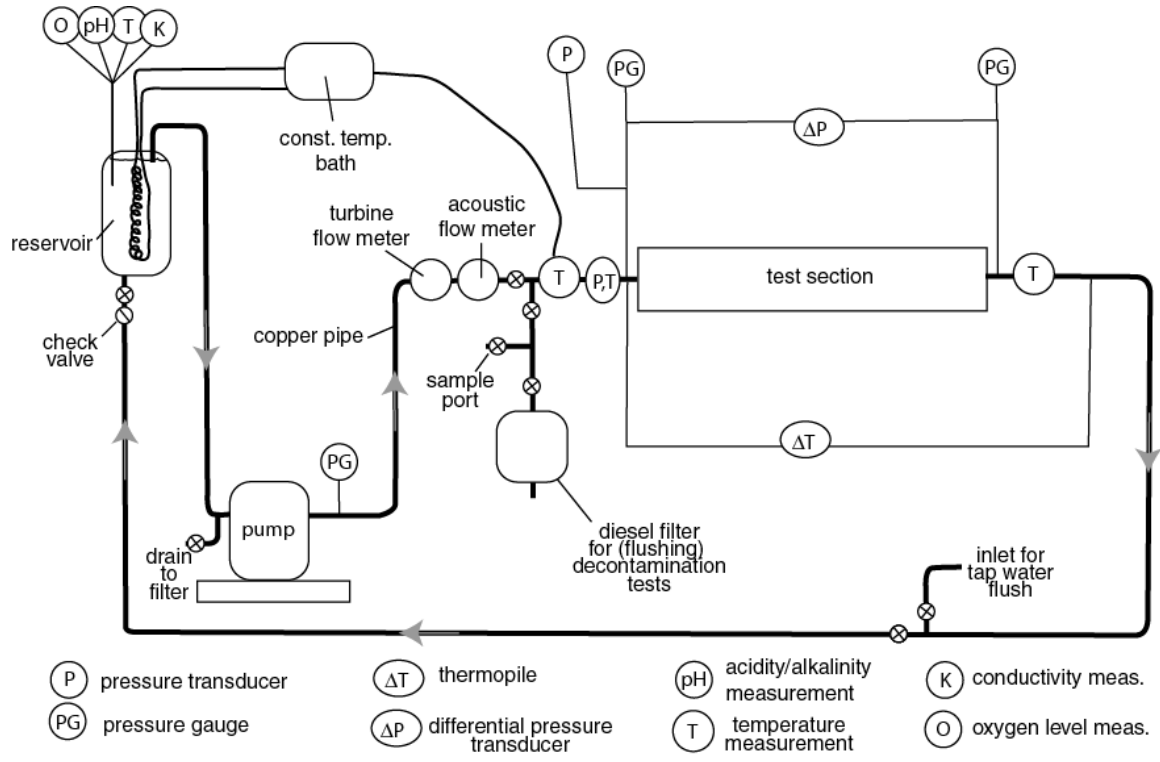 O pH T K
P
PG
PG
ΔP
const. temp.
bath
turbine
flow meter
acoustic
flow meter
reservoir
T
P,T
test section
T
check
valve
copper pipe
sample
port
ΔT
PG
pump
drain
to
filter
diesel filter
for (flushing)
decontamination
tests
inlet for
tap water
flush
P pressure transducer
PG pressure gauge
ΔT thermopile
ΔP differential pressure
transducer
pH acidity/alkalinity
measurement
T temperature
measurement
K conductivity meas.
O oxygen level meas.